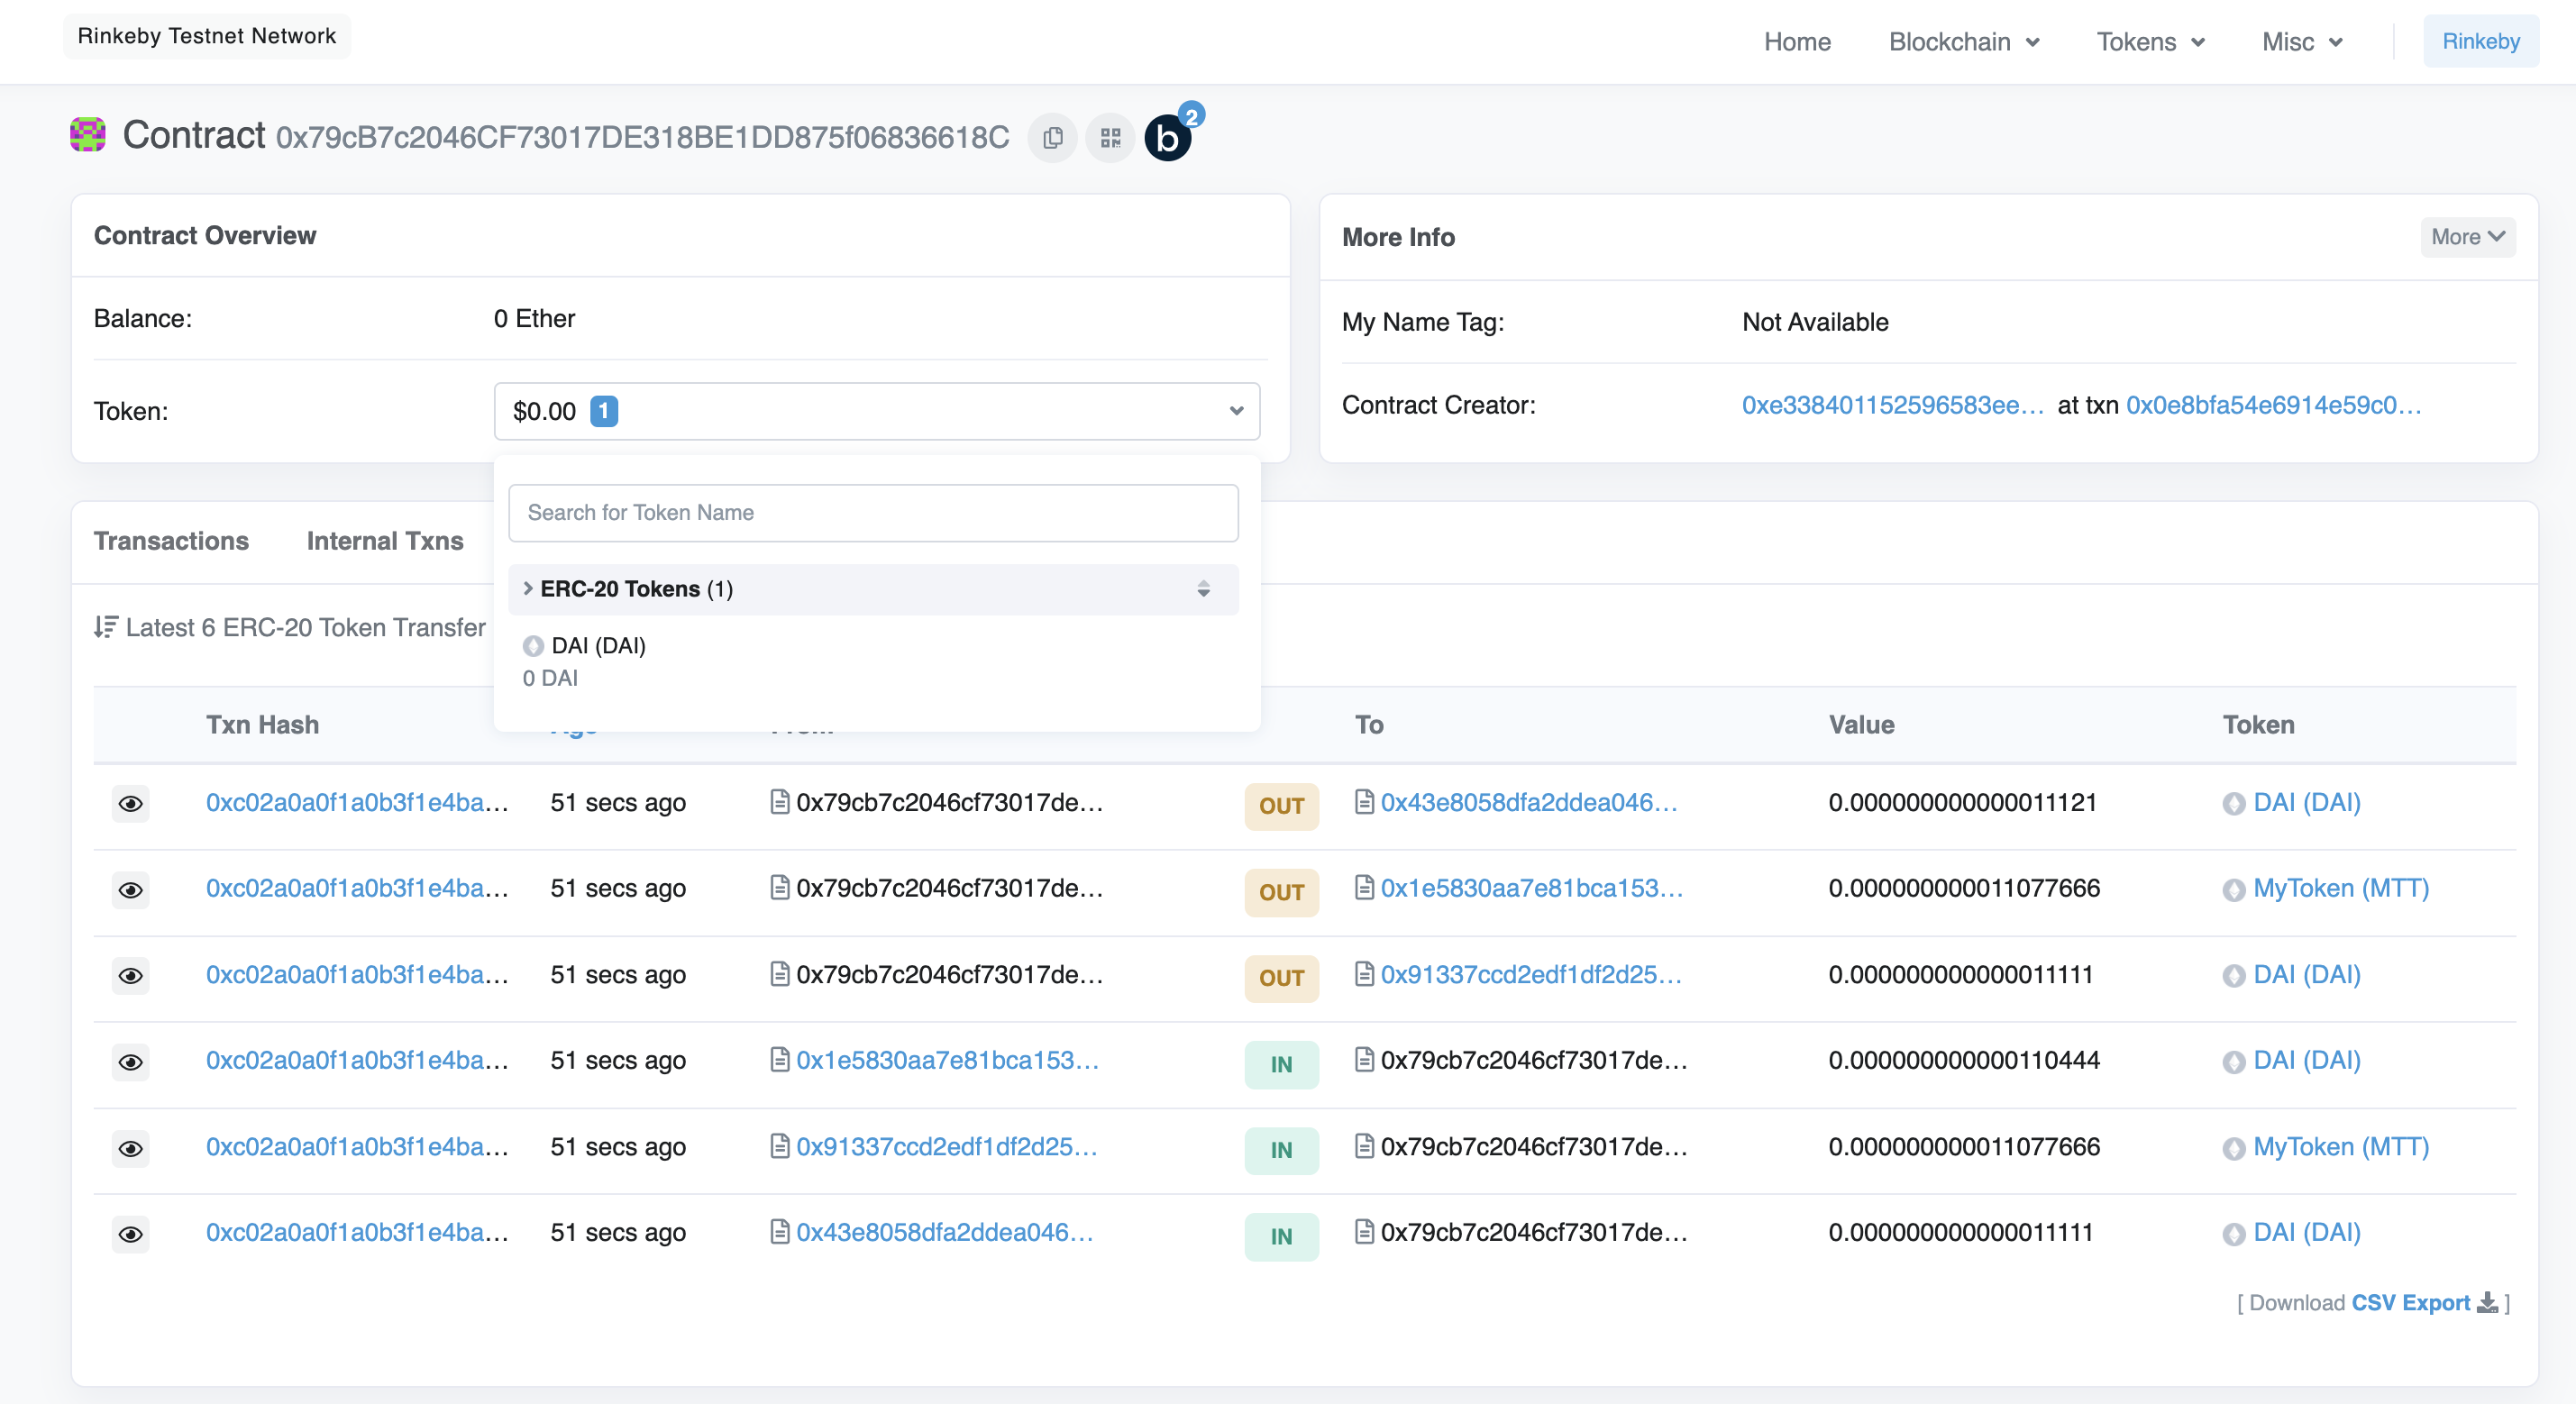 Rinkeby Testnet Network
Home Blockchain Tokens Misc Rinkeby
Contract 0x79cB7c2046CF73017DE318BE1DD875f06836618C b 2
Contract Overview
Balance: 0 Ether
Token: $0.00 1
Search for Token Name
ERC-20 Tokens (1)
DAI (DAI)
0 DAI
More Info More
My Name Tag: Not Available
Contract Creator: 0xe338401152596583ee... at txn 0x0e8bfa54e6914e59c0...
Transactions Internal Txns
Latest 6 ERC-20 Token Transfer
Txn Hash Age From To Value Token
0xc02a0a0f1a0b3f1e4ba... 51 secs ago 0x79cb7c2046cf73017de... OUT 0x43e8058dfa2ddea046... 0.000000000000011121 DAI (DAI)
0xc02a0a0f1a0b3f1e4ba... 51 secs ago 0x79cb7c2046cf73017de... OUT 0x1e5830aa7e81bca153... 0.000000000011077666 MyToken (MTT)
0xc02a0a0f1a0b3f1e4ba... 51 secs ago 0x79cb7c2046cf73017de... OUT 0x91337ccd2edf1df2d25... 0.000000000000011111 DAI (DAI)
0xc02a0a0f1a0b3f1e4ba... 51 secs ago 0x1e5830aa7e81bca153... IN 0x79cb7c2046cf73017de... 0.000000000000110444 DAI (DAI)
0xc02a0a0f1a0b3f1e4ba... 51 secs ago 0x91337ccd2edf1df2d25... IN 0x79cb7c2046cf73017de... 0.000000000011077666 MyToken (MTT)
0xc02a0a0f1a0b3f1e4ba... 51 secs ago 0x43e8058dfa2ddea046... IN 0x79cb7c2046cf73017de... 0.000000000000011111 DAI (DAI)
[ Download CSV Export ]